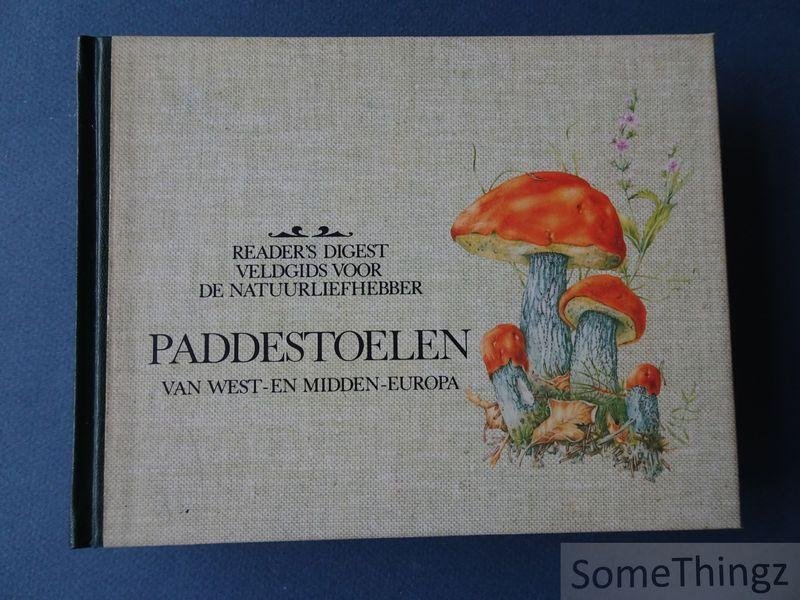 READER'S DIGEST
VELDGIDS VOOR
DE NATUURLIEFHEBBER
PADDESTOELEN
VAN WEST-EN MIDDEN-EUROPA
SomeThingz